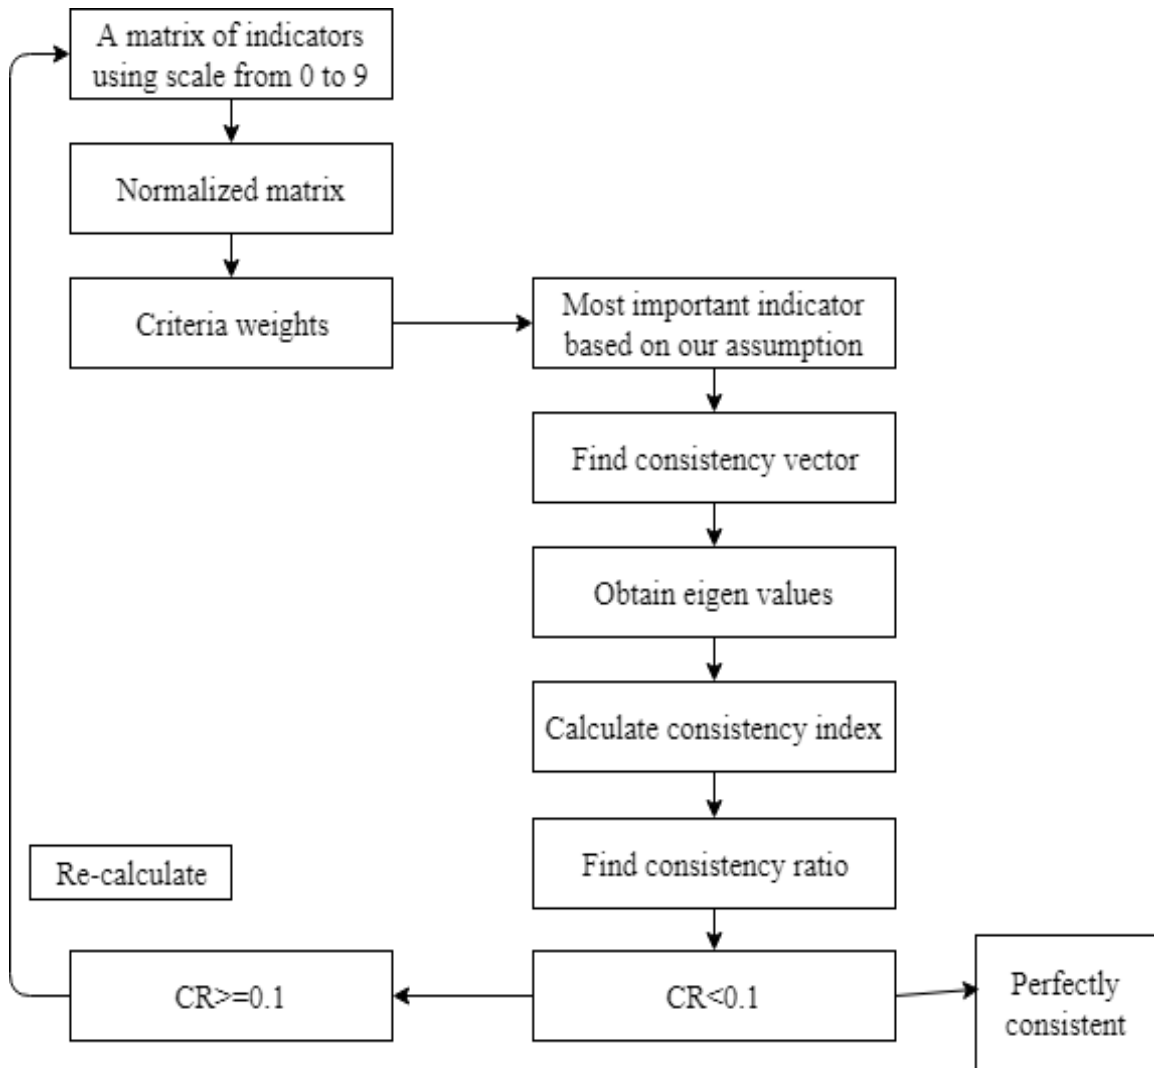 A matrix of indicators
using scale from 0 to 9
Normalized matrix
Criteria weights
Most important indicator
based on our assumption
Find consistency vector
Obtain eigen values
Calculate consistency index
Find consistency ratio
Re-calculate
CR>=0.1
CR<0.1
Perfectly
consistent